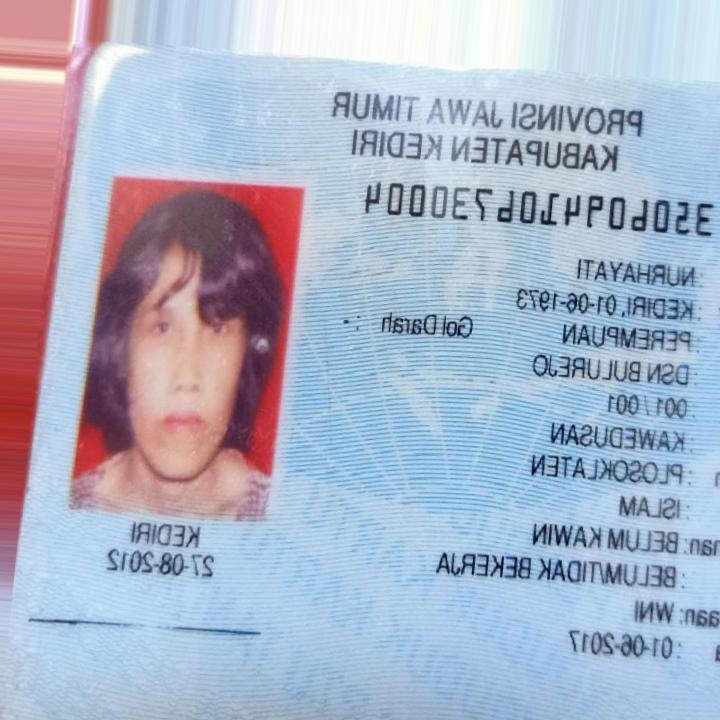 PROVINSI JAWA TIMUR
KABUPATEN KEDIRI
3506094106730004
: NURHAYATI
: KEDIRI, 01-06-1973
: PEREMPUAN Gol Darah : -
: DSN BULUREJO
: 001/001
: KAWEDUSAN
: PLOSOKLATEN
: ISLAM
nan: BELUM KAWIN
: BELUM/TIDAK BEKERJA
aan: WNI
a : 01-06-2017
KEDIRI
27-08-2012